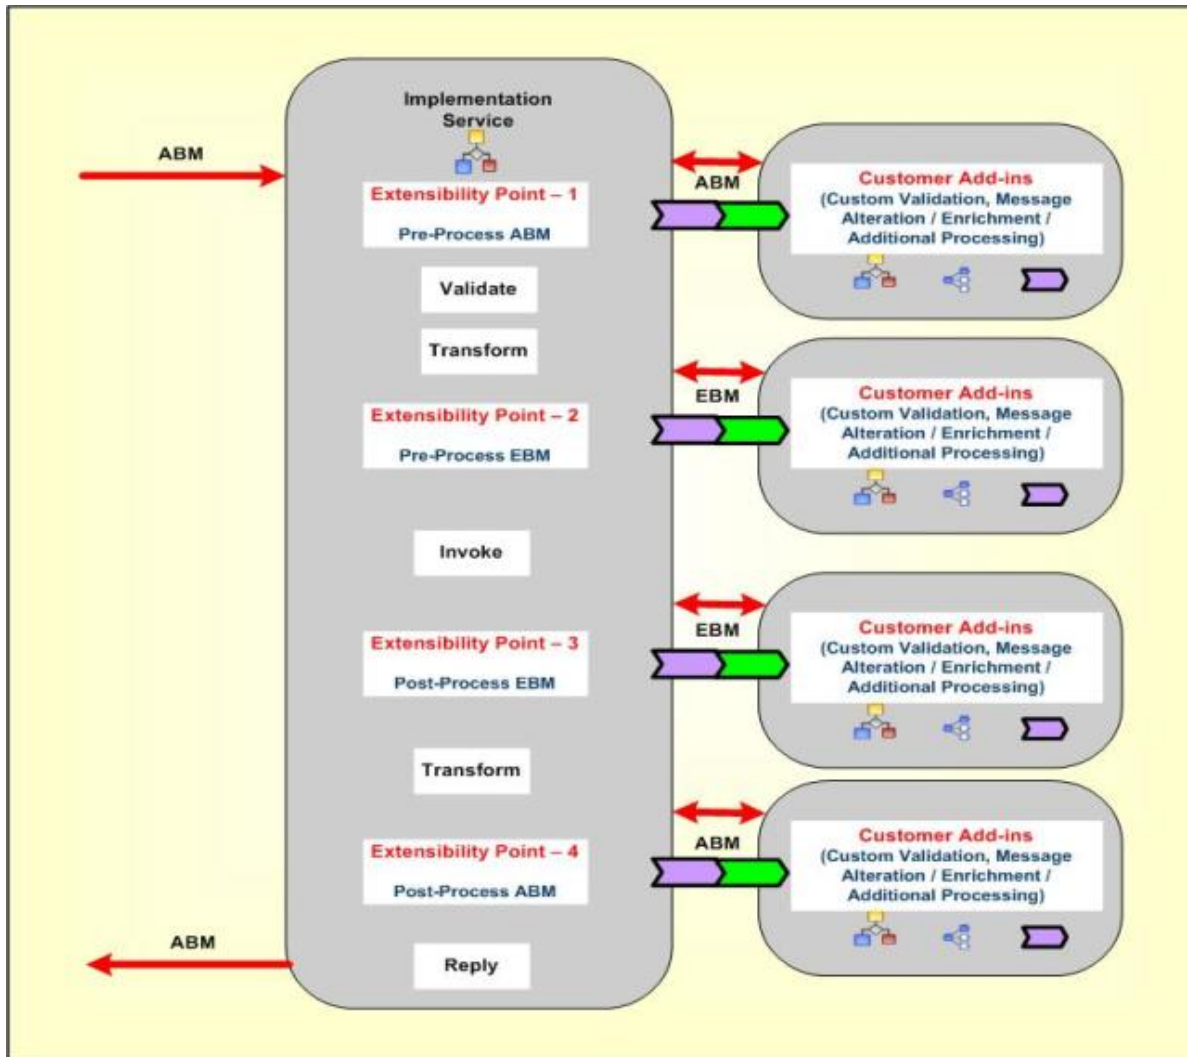 Implementation
Service
ABM
Extensibility Point – 1
Pre-Process ABM
ABM
Customer Add-ins
(Custom Validation, Message
Alteration / Enrichment /
Additional Processing)
Validate
Transform
Extensibility Point – 2
Pre-Process EBM
EBM
Customer Add-ins
(Custom Validation, Message
Alteration / Enrichment /
Additional Processing)
Invoke
Extensibility Point – 3
Post-Process EBM
EBM
Customer Add-ins
(Custom Validation, Message
Alteration / Enrichment /
Additional Processing)
Transform
Extensibility Point – 4
Post-Process ABM
ABM
Customer Add-ins
(Custom Validation, Message
Alteration / Enrichment /
Additional Processing)
ABM
Reply